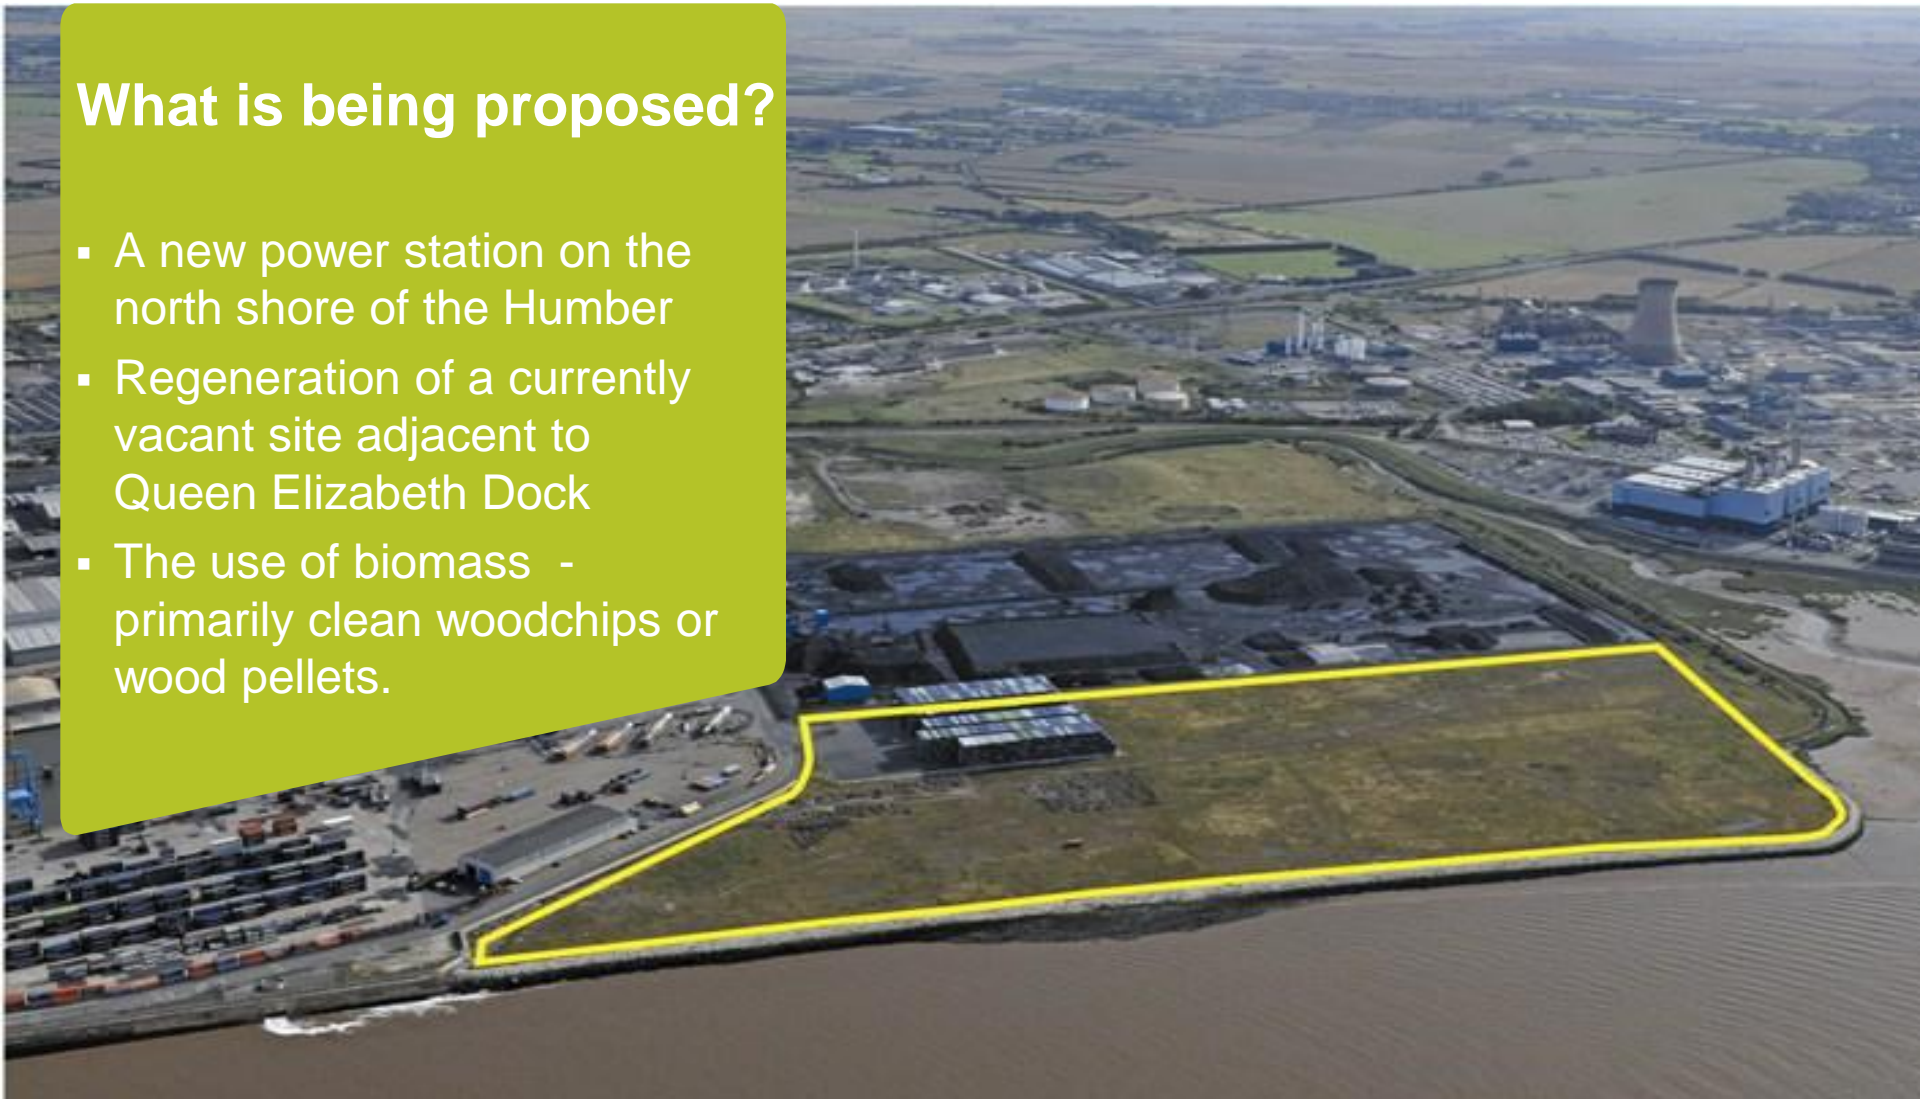 What is being proposed?
▪ A new power station on the
north shore of the Humber
▪ Regeneration of a currently
vacant site adjacent to
Queen Elizabeth Dock
▪ The use of biomass  -
primarily clean woodchips or
wood pellets.